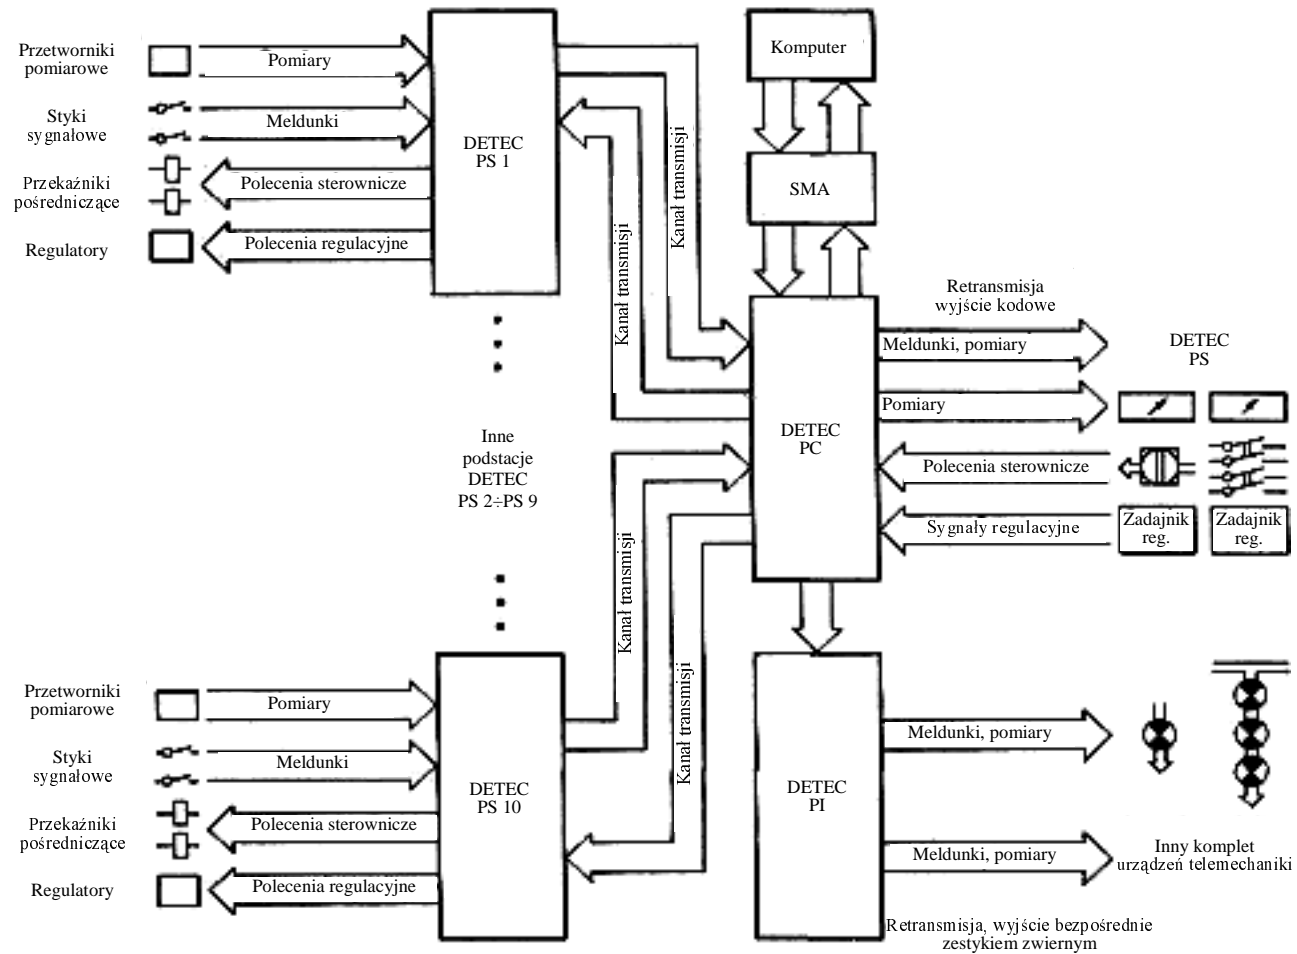 Przetworniki
pomiarowe
Pomiary
Styki
sygnałowe
Meldunki
Przekaźniki
pośredniczące
Polecenia sterownicze
Regulatory
Polecenia regulacyjne
DETEC
PS 1
Kanał transmisji
Kanał transmisji
Komputer
SMA
Inne
podstacje
DETEC
PS 2÷PS 9
DETEC
PC
Retransmisja
wyjście kodowe
Meldunki, pomiary
DETEC
PS
Pomiary
Polecenia sterownicze
Sygnały regulacyjne
Zadajnik
reg.
Zadajnik
reg.
Przetworniki
pomiarowe
Pomiary
Styki
sygnałowe
Meldunki
Przekaźniki
pośredniczące
Polecenia sterownicze
Regulatory
Polecenia regulacyjne
DETEC
PS 10
Kanał transmisji
Kanał transmisji
DETEC
PI
Meldunki, pomiary
Meldunki, pomiary
Inny komplet
urządzeń telemechaniki
Retransmisja, wyjście bezpośrednie
zestykiem zwiernym